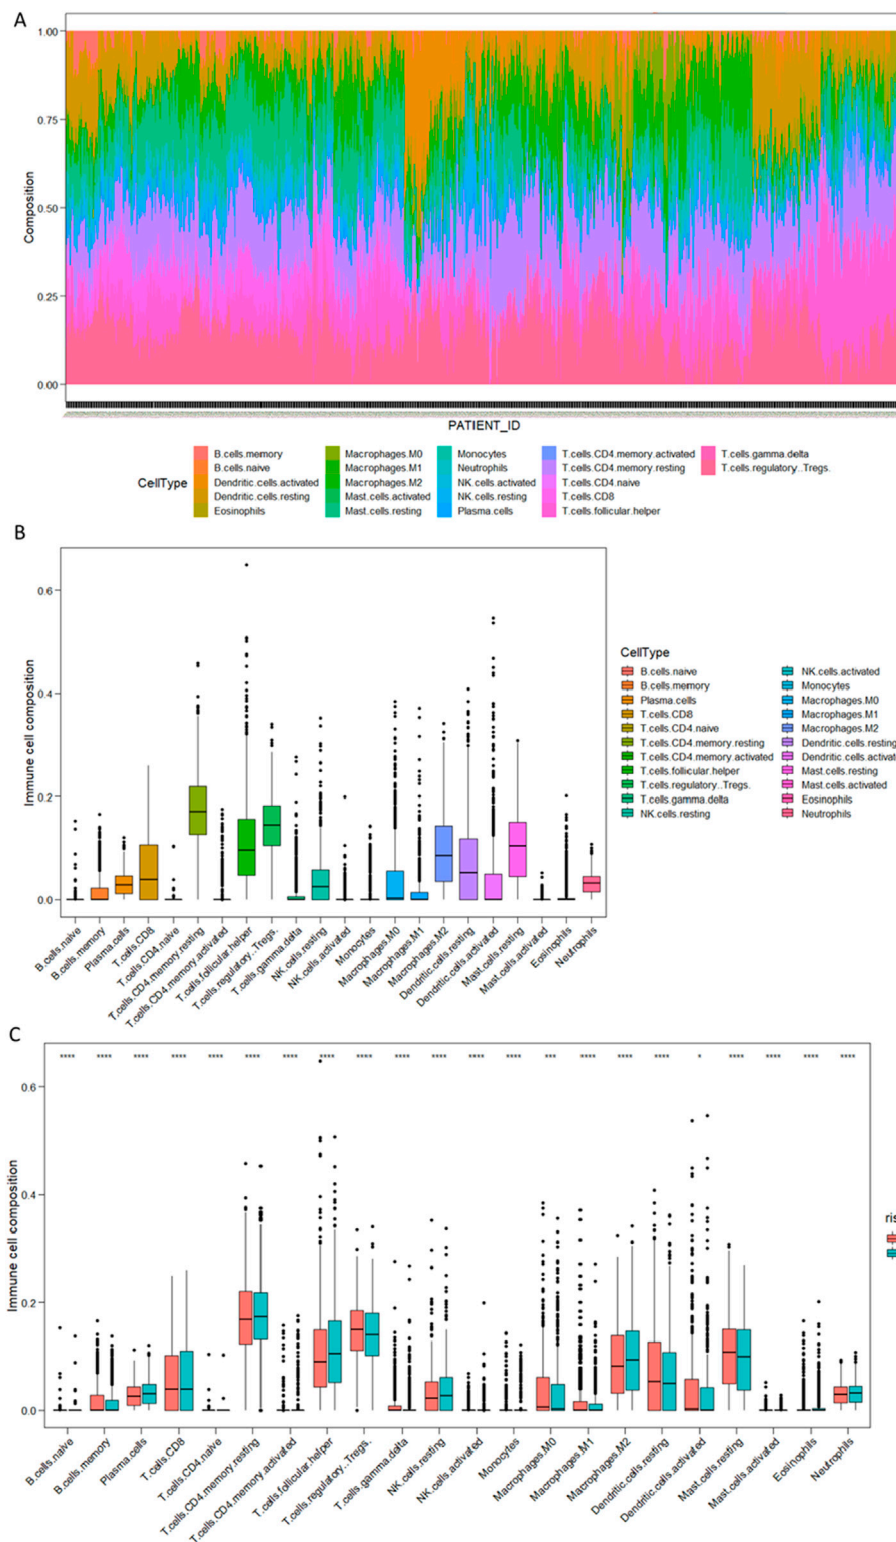 A
1.00
0.75
0.50
0.25
0.00
Composition
PATIENT_ID
CellType
B.cells.memory
B.cells.naive
Dendritic.cells.activated
Dendritic.cells.resting
Eosinophils
Macrophages.M0
Macrophages.M1
Macrophages.M2
Mast.cells.activated
Mast.cells.resting
Monocytes
Neutrophils
NK.cells.activated
NK.cells.resting
Plasma.cells
T.cells.CD4.memory.activated
T.cells.CD4.memory.resting
T.cells.CD4.naive
T.cells.CD8
T.cells.follicular.helper
T.cells.gamma.delta
T.cells.regulatory..Tregs.
B
0.6
0.4
0.2
0.0
Immune cell composition
B.cells.naive
B.cells.memory
Plasma.cells
T.cells.CD8
T.cells.CD4.naive
T.cells.CD4.memory.resting
T.cells.CD4.memory.activated
T.cells.follicular.helper
T.cells.regulatory..Tregs.
T.cells.gamma.delta
NK.cells.resting
NK.cells.activated
Monocytes
Macrophages.M0
Macrophages.M1
Macrophages.M2
Dendritic.cells.resting
Dendritic.cells.activated
Mast.cells.resting
Mast.cells.activated
Eosinophils
Neutrophils
CellType
B.cells.naive
B.cells.memory
Plasma.cells
T.cells.CD8
T.cells.CD4.naive
T.cells.CD4.memory.resting
T.cells.CD4.memory.activated
T.cells.follicular.helper
T.cells.regulatory..Tregs.
T.cells.gamma.delta
NK.cells.resting
NK.cells.activated
Monocytes
Macrophages.M0
Macrophages.M1
Macrophages.M2
Dendritic.cells.resting
Dendritic.cells.activate
Mast.cells.resting
Mast.cells.activated
Eosinophils
Neutrophils
C
**** **** **** **** **** **** **** **** **** **** **** **** **** *** **** **** **** * **** **** **** ****
0.6
0.4
0.2
0.0
Immune cell composition
ris
B.cells.naive
B.cells.memory
Plasma.cells
T.cells.CD8
T.cells.CD4.naive
T.cells.CD4.memory.resting
T.cells.CD4.memory.activated
T.cells.follicular.helper
T.cells.regulatory..Tregs.
T.cells.gamma.delta
NK.cells.resting
NK.cells.activated
Monocytes
Macrophages.M0
Macrophages.M1
Macrophages.M2
Dendritic.cells.resting
Dendritic.cells.activated
Mast.cells.resting
Mast.cells.activated
Eosinophils
Neutrophils